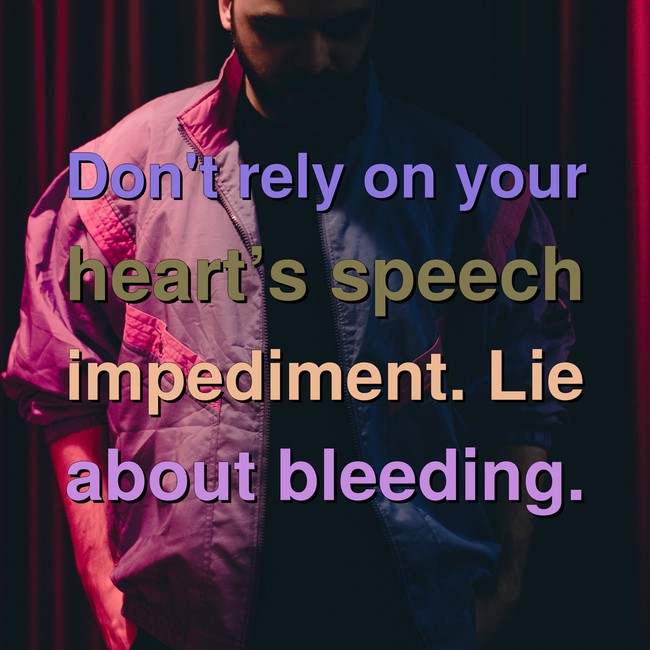 Don't rely on your
heart’s speech
impediment. Lie
about bleeding.